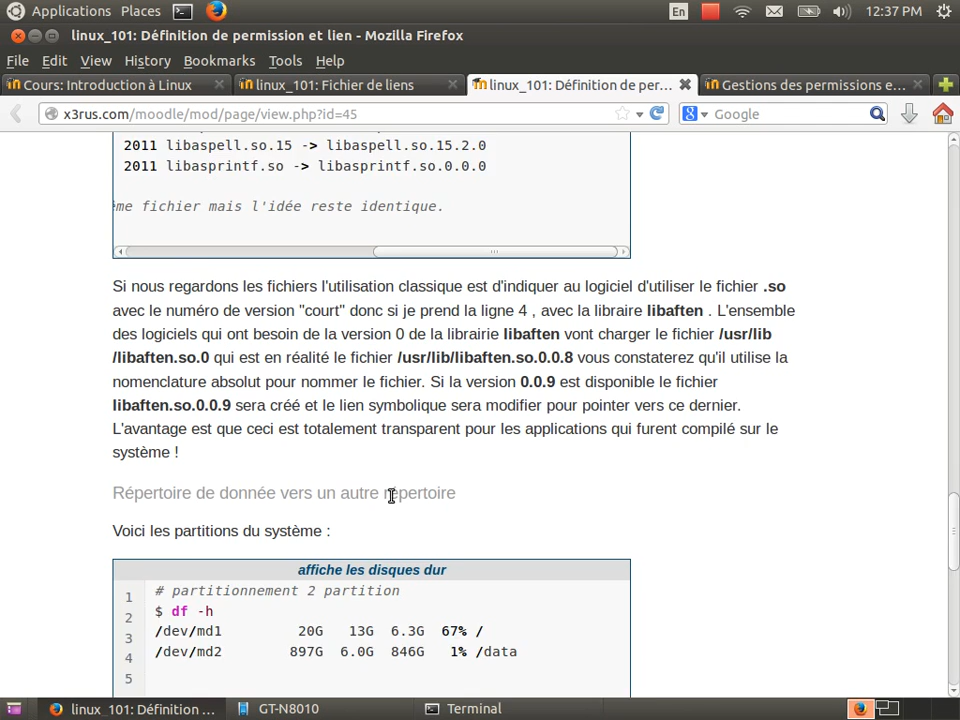 Applications Places En 12:37 PM
linux_101: Définition de permission et lien - Mozilla Firefox
File Edit View History Bookmarks Tools Help
Cours: Introduction à Linux linux_101: Fichier de liens linux_101: Définition de per... Gestions des permissions e...
x3rus.com/moodle/mod/page/view.php?id=45 Google
2011 libaspell.so.15 -> libaspell.so.15.2.0
2011 libasprintf.so -> libasprintf.so.0.0.0
me fichier mais l'idée reste identique.
Si nous regardons les fichiers l'utilisation classique est d'indiquer au logiciel d'utiliser le fichier .so
avec le numéro de version "court" donc si je prend la ligne 4 , avec la libraire libaften . L'ensemble
des logiciels qui ont besoin de la version 0 de la librairie libaften vont charger le fichier /usr/lib
/libaften.so.0 qui est en réalité le fichier /usr/lib/libaften.so.0.0.8 vous constaterez qu'il utilise la
nomenclature absolut pour nommer le fichier. Si la version 0.0.9 est disponible le fichier
libaften.so.0.0.9 sera créé et le lien symbolique sera modifier pour pointer vers ce dernier.
L'avantage est que ceci est totalement transparent pour les applications qui furent compilé sur le
système !
Répertoire de donnée vers un autre répertoire
Voici les partitions du système :
affiche les disques dur
1 # partitionnement 2 partition
2 $ df -h
3 /dev/md1 20G 13G 6.3G 67% /
4 /dev/md2 897G 6.0G 846G 1% /data
5
linux_101: Définition ... GT-N8010 Terminal